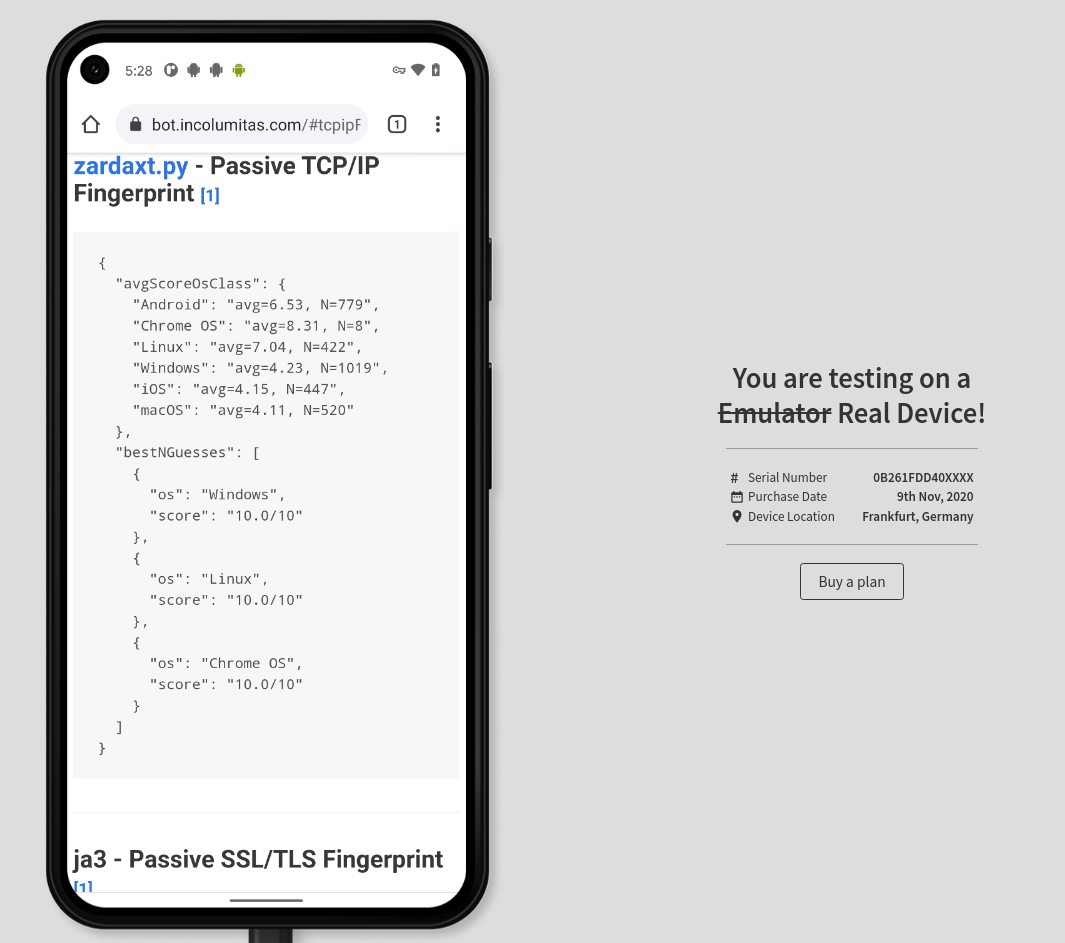 5:28
bot.incolumitas.com/#tcpip
1
zardaxt.py - Passive TCP/IP
Fingerprint [1]
{
"avgScoreOsClass": {
"Android": "avg=6.53, N=779",
"Chrome OS": "avg=8.31, N=8",
"Linux": "avg=7.04, N=422",
"Windows": "avg=4.23, N=1019",
"iOS": "avg=4.15, N=447",
"macOS": "avg=4.11, N=520"
},
"bestNGuesses": [
{
"os": "Windows",
"score": "10.0/10"
},
{
"os": "Linux",
"score": "10.0/10"
},
{
"os": "Chrome OS",
"score": "10.0/10"
}
]
}
ja3 - Passive SSL/TLS Fingerprint
[1]
You are testing on a
Emulator Real Device!
# Serial Number 0B261FDD40XXXX
Purchase Date 9th Nov, 2020
Device Location Frankfurt, Germany
Buy a plan